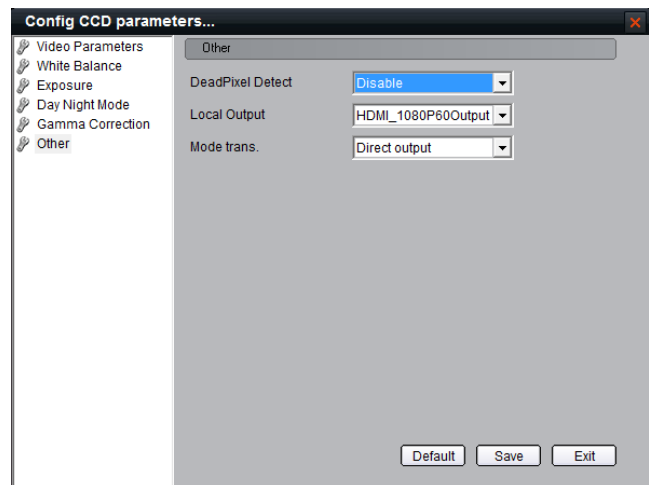 Config CCD parameters...
Video Parameters
White Balance
Exposure
Day Night Mode
Gamma Correction
Other
Other
DeadPixel Detect
Disable
Local Output
HDMI_1080P60Output
Mode trans.
Direct output
Default
Save
Exit